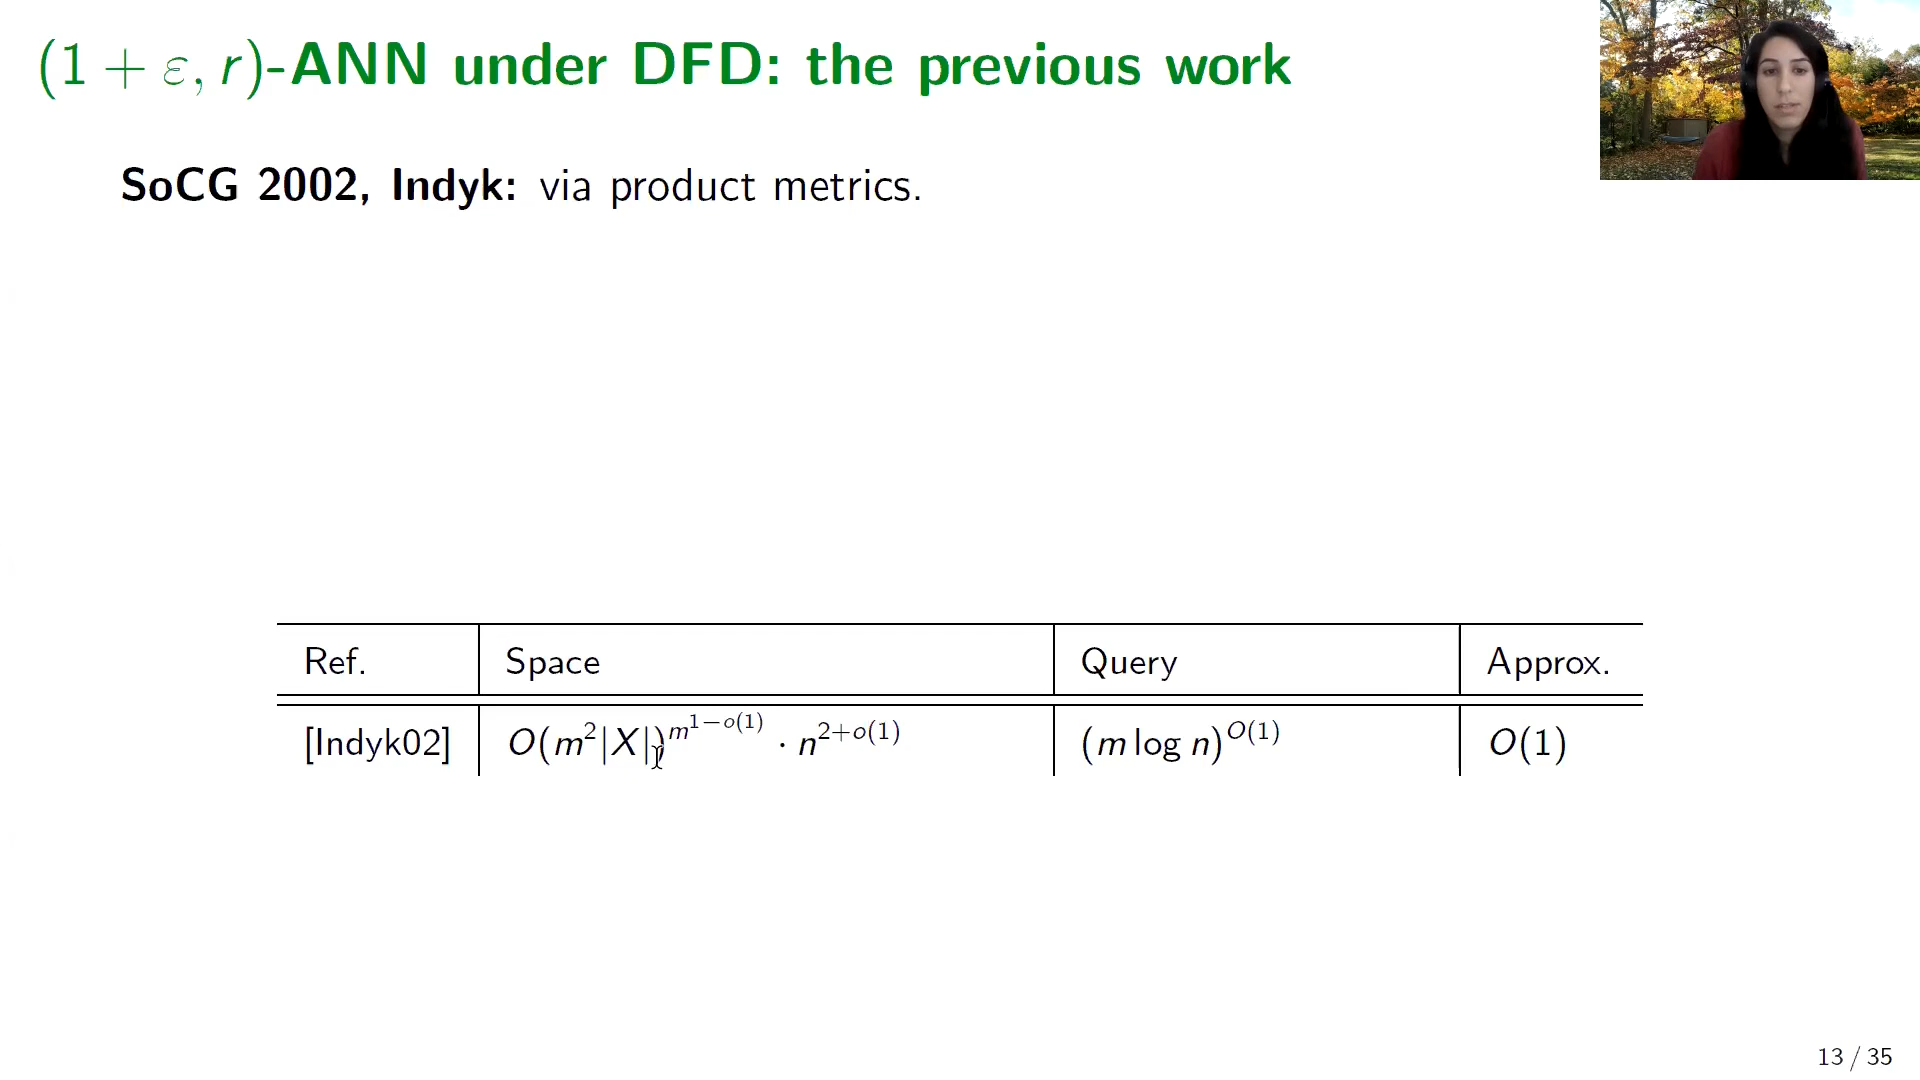 (1 + ε, r)-ANN under DFD: the previous work
SoCG 2002, Indyk: via product metrics.
Ref. Space Query Approx.
[Indyk02] O(m²|X|)^{m^{1−o(1)}} · n^{2+o(1)} (m log n)^{O(1)} O(1)
13 / 35